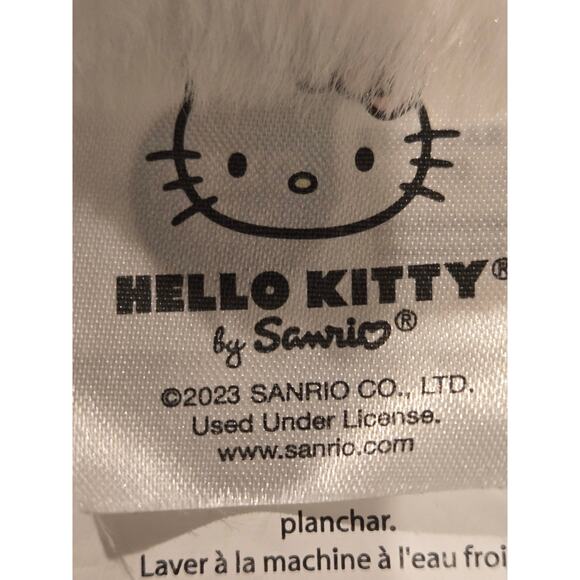 HELLO KITTY®
by Sanrio®
©2023 SANRIO CO., LTD.
Used Under License.
www.sanrio.com
planchar.
Laver à la machine à l'eau froi